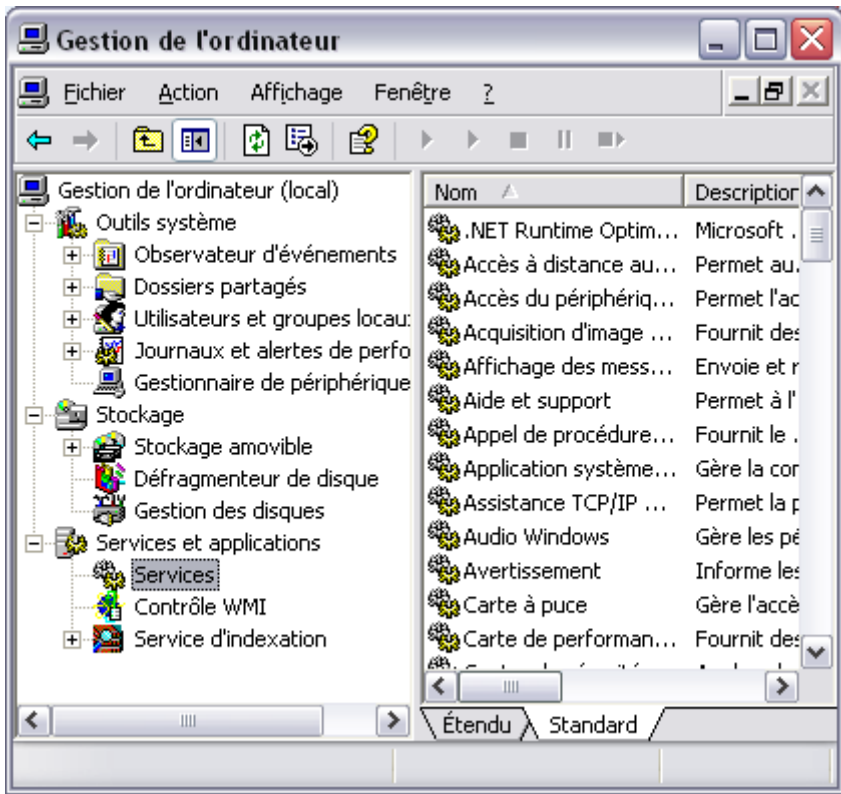 Gestion de l'ordinateur
Fichier Action Affichage Fenêtre ?
Gestion de l'ordinateur (local)
Outils système
Observateur d'événements
Dossiers partagés
Utilisateurs et groupes locau
Journaux et alertes de perfo
Gestionnaire de périphérique
Stockage
Stockage amovible
Défragmenteur de disque
Gestion des disques
Services et applications
Services
Contrôle WMI
Service d'indexation
Nom Description
.NET Runtime Optim... Microsoft .
Accès à distance au... Permet au.
Accès du périphériq... Permet l'ac
Acquisition d'image ... Fournit des
Affichage des mess... Envoie et r
Aide et support Permet à l'
Appel de procédure... Fournit le .
Application système... Gère la cor
Assistance TCP/IP ... Permet la p
Audio Windows Gère les pé
Avertissement Informe les
Carte à puce Gère l'accè
Carte de performan... Fournit des
Étendu Standard